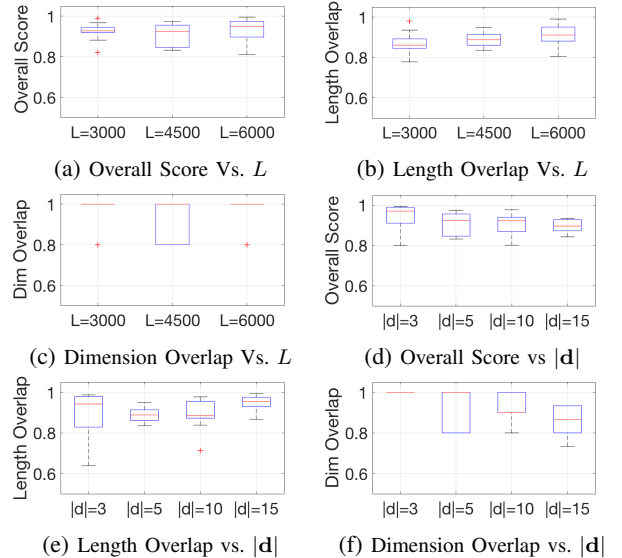 Overall Score
1
0.8
0.6
L=3000 L=4500 L=6000
(a) Overall Score Vs. L
Length Overlap
1
0.8
0.6
L=3000 L=4500 L=6000
(b) Length Overlap Vs. L
Dim Overlap
1
0.8
0.6
L=3000 L=4500 L=6000
(c) Dimension Overlap Vs. L
Overall Score
1
0.8
0.6
|d|=3 |d|=5 |d|=10 |d|=15
(d) Overall Score vs |d|
Length Overlap
1
0.8
0.6
|d|=3 |d|=5 |d|=10 |d|=15
(e) Length Overlap vs. |d|
Dim Overlap
1
0.8
0.6
|d|=3 |d|=5 |d|=10 |d|=15
(f) Dimension Overlap vs. |d|